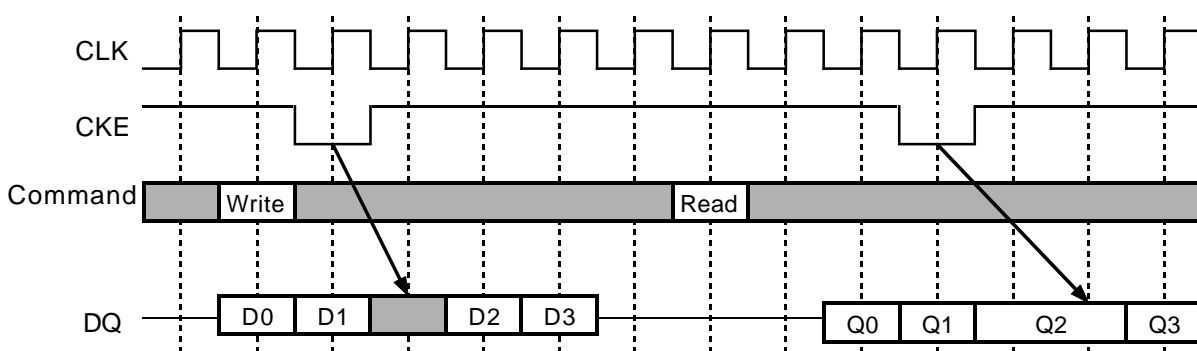 CLK
CKE
Command Write Read
DQ D0 D1 D2 D3 Q0 Q1 Q2 Q3